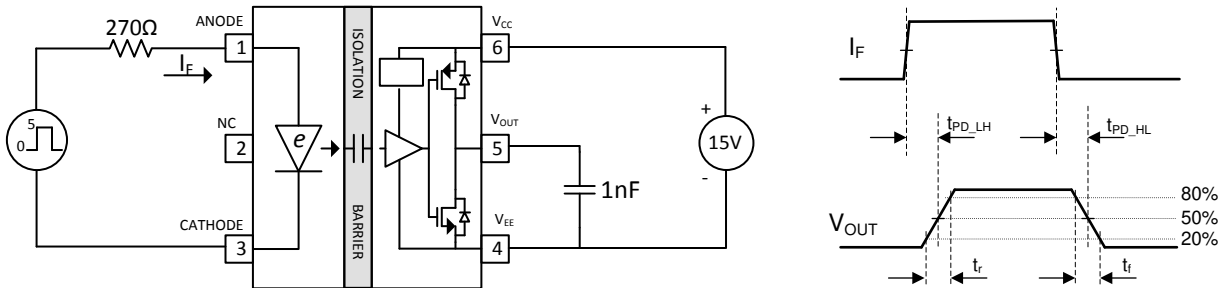 270Ω
ANODE
1
I_F
ISOLATION
V_CC
6
+
I_F
t_PD_LH
t_PD_HL
5
0
NC
2
e
V_OUT
5
15V
-
1nF
CATHODE
3
BARRIER
V_EE
4
V_OUT
80%
50%
20%
t_r
t_f